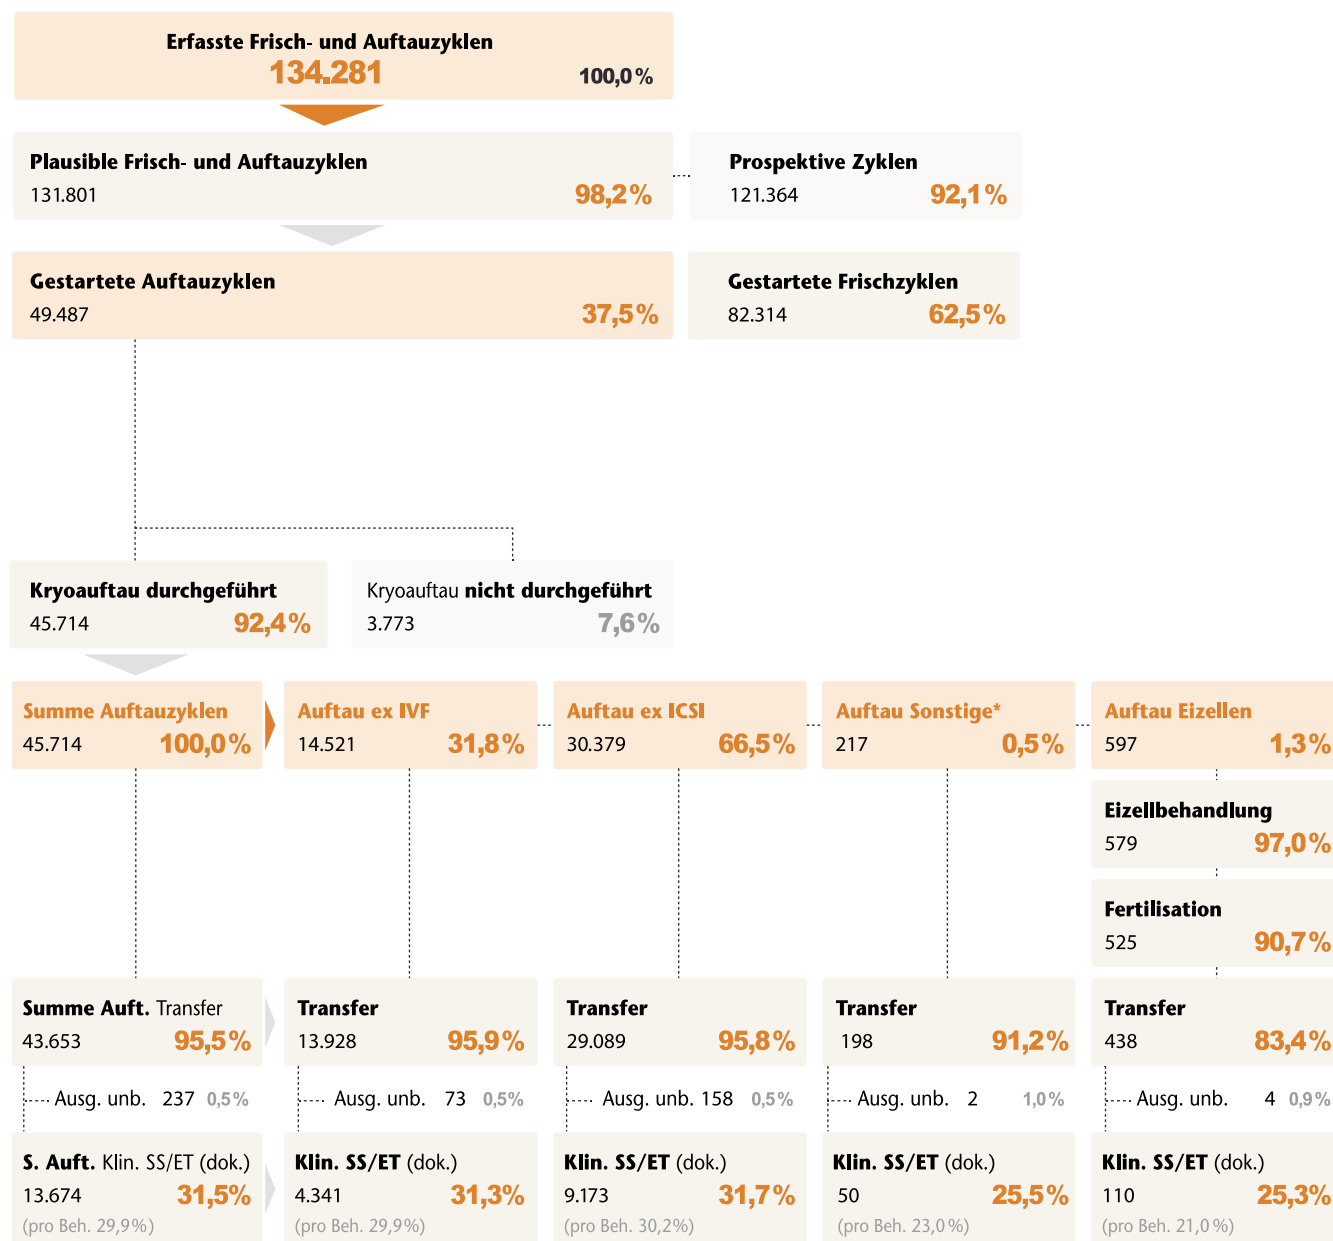 Erfasste Frisch- und Auftauzyklen
134.281 100,0 %
Plausible Frisch- und Auftauzyklen
131.801 98,2 %
Prospektive Zyklen
121.364 92,1 %
Gestartete Auftauzyklen
49.487 37,5 %
Gestartete Frischzyklen
82.314 62,5 %
Kryoauftau durchgeführt
45.714 92,4 %
Kryoauftau nicht durchgeführt
3.773 7,6 %
Summe Auftauzyklen
45.714 100,0 %
Auftau ex IVF
14.521 31,8 %
Auftau ex ICSI
30.379 66,5 %
Auftau Sonstige*
217 0,5 %
Auftau Eizellen
597 1,3 %
Eizellbehandlung
579 97,0 %
Fertilisation
525 90,7 %
Summe Auft. Transfer
43.653 95,5 %
Transfer
13.928 95,9 %
Transfer
29.089 95,8 %
Transfer
198 91,2 %
Transfer
438 83,4 %
Ausg. unb. 237 0,5 %
Ausg. unb. 73 0,5 %
Ausg. unb. 158 0,5 %
Ausg. unb. 2 1,0 %
Ausg. unb. 4 0,9 %
S. Auft. Klin. SS/ET (dok.)
13.674 31,5 %
(pro Beh. 29,9 %)
Klin. SS/ET (dok.)
4.341 31,3 %
(pro Beh. 29,9 %)
Klin. SS/ET (dok.)
9.173 31,7 %
(pro Beh. 30,2 %)
Klin. SS/ET (dok.)
50 25,5 %
(pro Beh. 23,0 %)
Klin. SS/ET (dok.)
110 25,3 %
(pro Beh. 21,0 %)